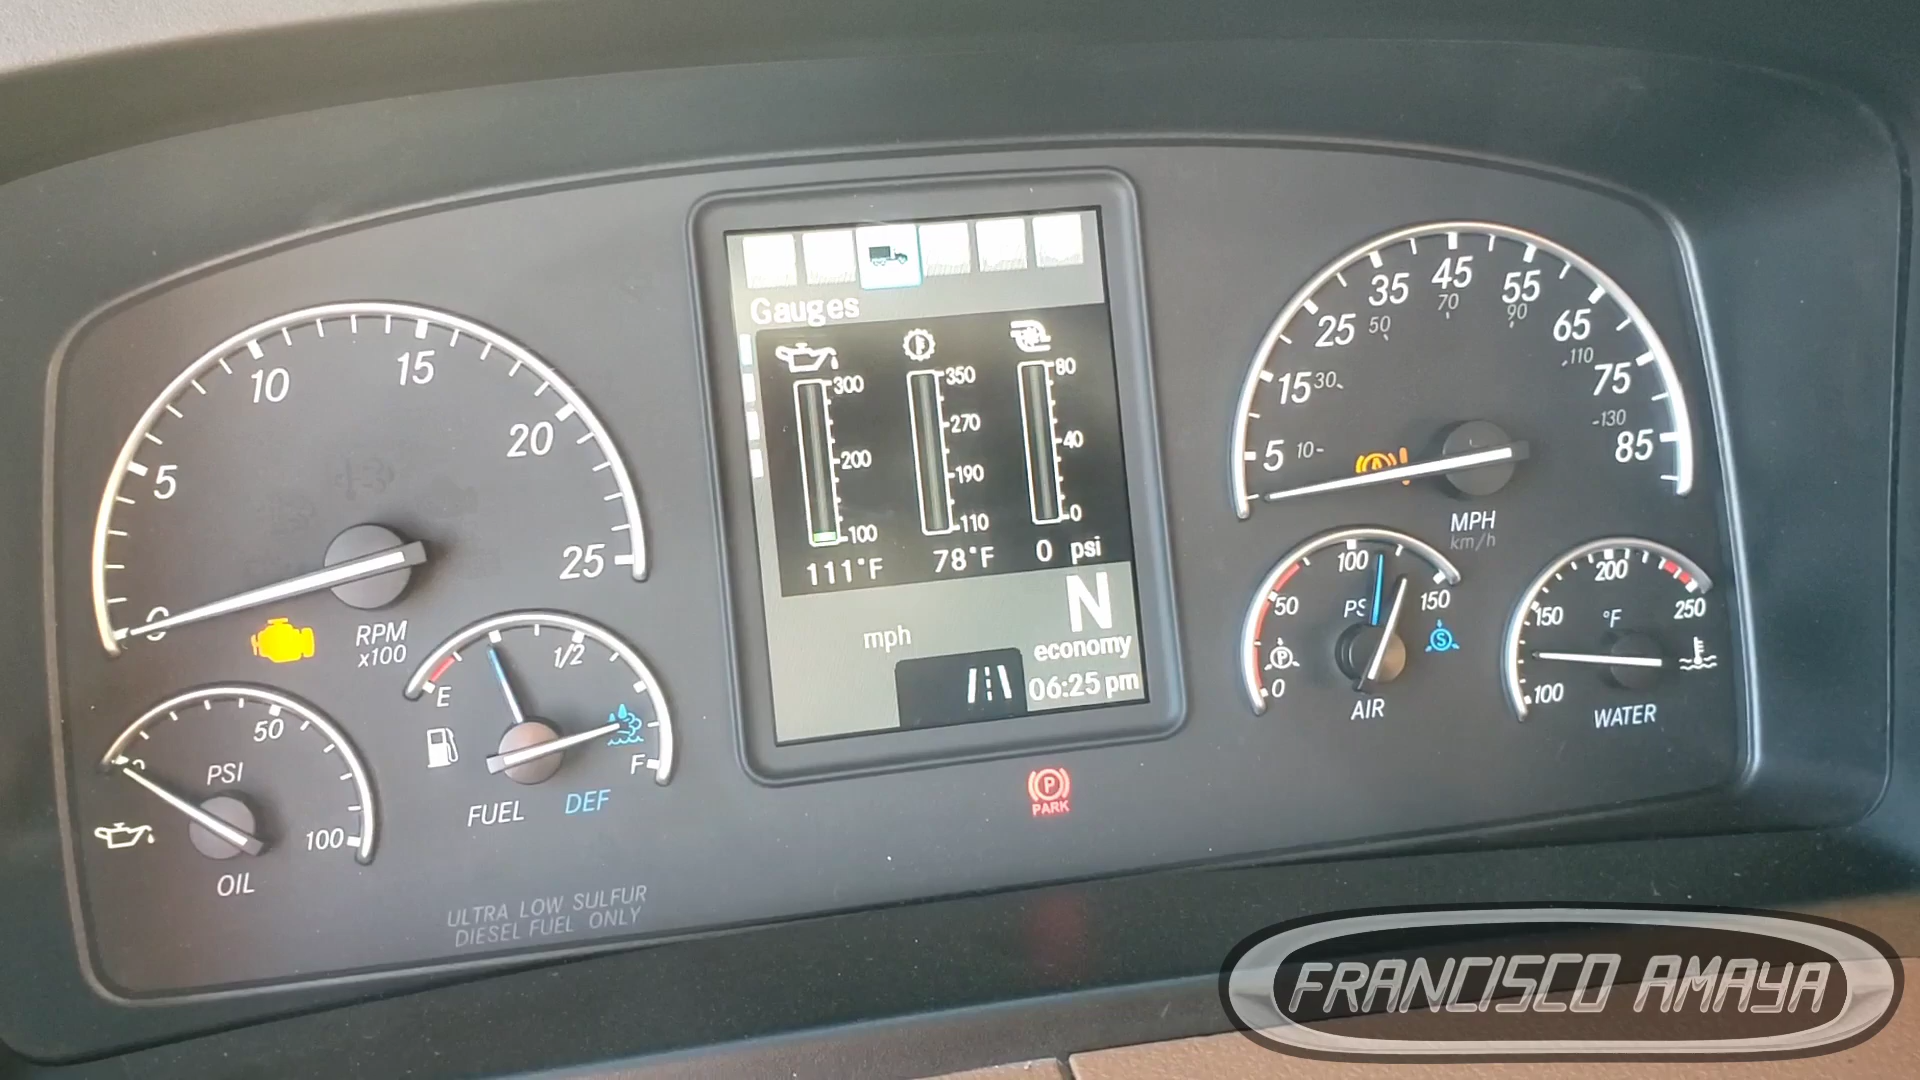 Gauges
300
200
100
111°F
350
270
190
110
78°F
80
40
0
0 psi
N
mph
economy
06:25 pm
0
5
10
15
20
25
RPM
x100
E
1/2
F
FUEL
DEF
50
PSI
100
OIL
ULTRA LOW SULFUR
DIESEL FUEL ONLY
P
PARK
5
15
25
35
45
55
65
75
85
10
30
50
70
90
110
130
MPH
km/h
0
50
100
150
P
S
AIR
100
150
200
250
°F
WATER
FRANCISCO AMAYA